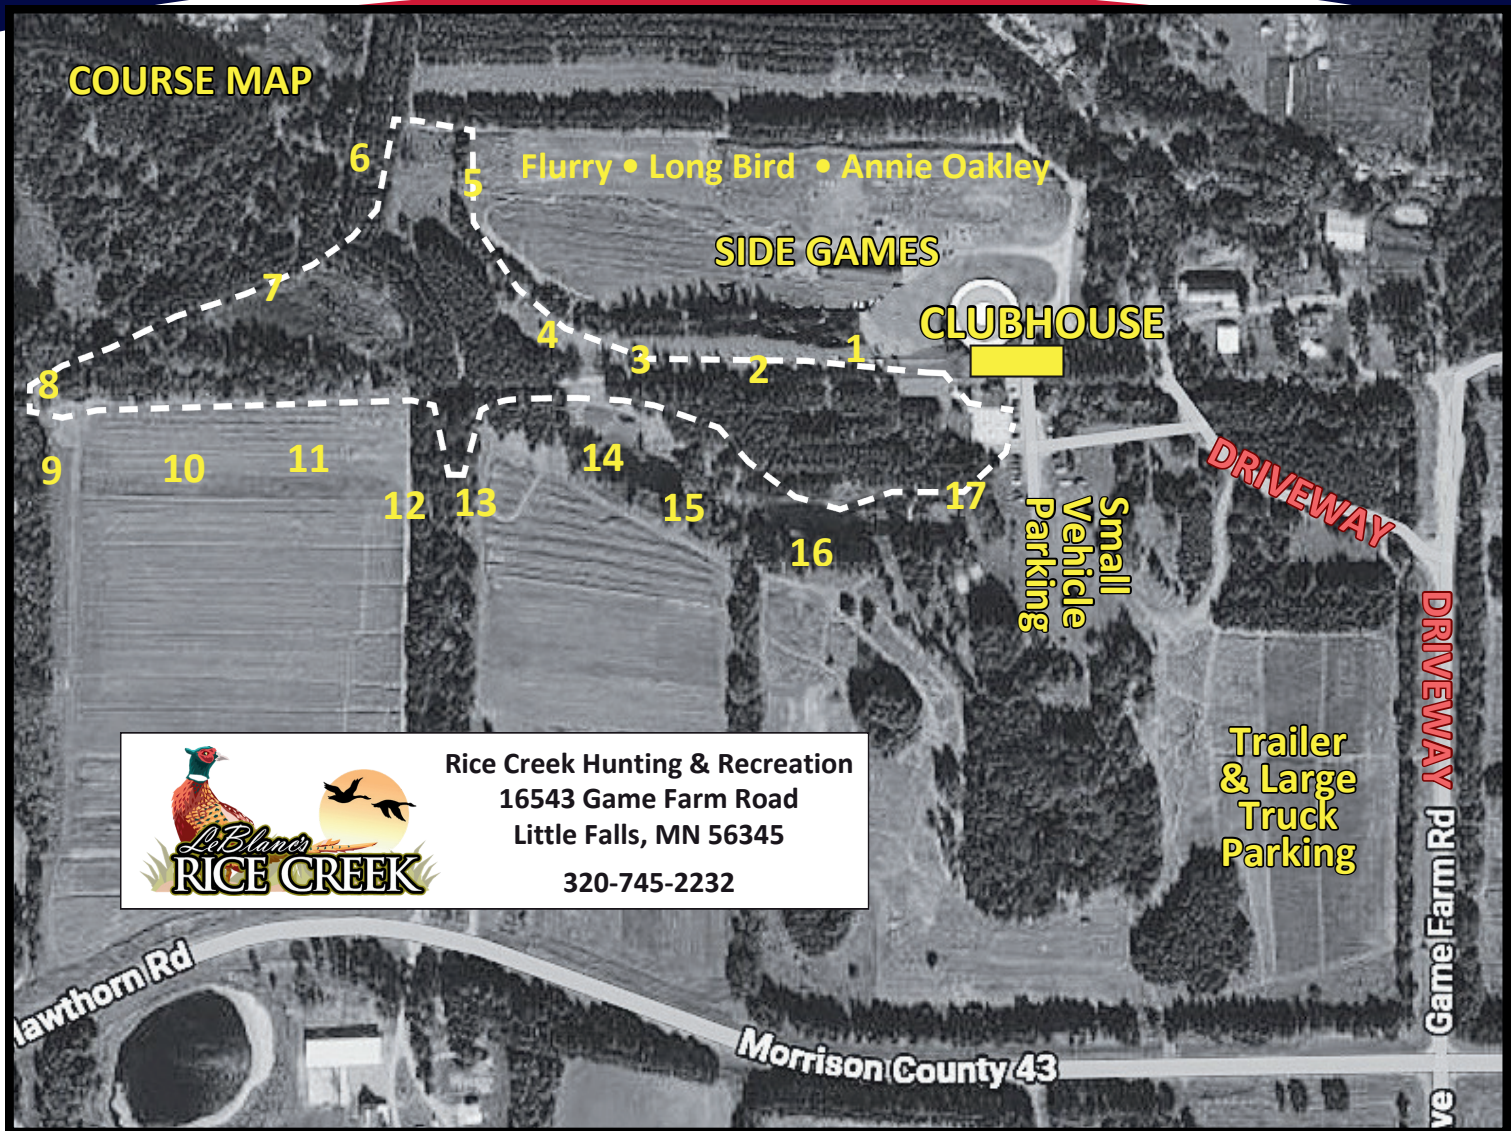 COURSE MAP
6
5
Flurry • Long Bird • Annie Oakley
SIDE GAMES
7
CLUBHOUSE
4
3
2
1
8
9
10
11
12
13
14
15
16
17
DRIVEWAY
Small
Vehicle
Parking
DRIVEWAY
Trailer
& Large
Truck
Parking
Rice Creek Hunting & Recreation
16543 Game Farm Road
Little Falls, MN 56345
320-745-2232
LeBlanc's
RICE CREEK
Game Farm Rd
Hawthorn Rd
Morrison County 43
ve